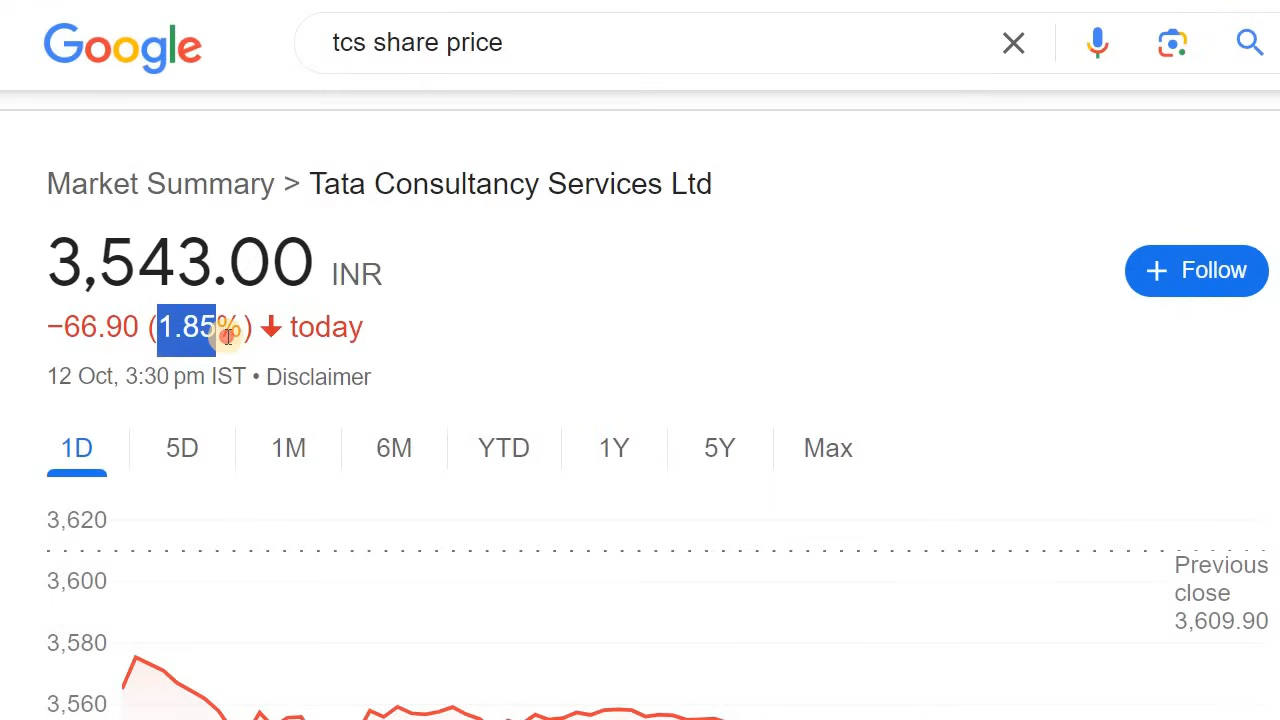 Google
tcs share price
Market Summary > Tata Consultancy Services Ltd
3,543.00 INR
+ Follow
−66.90 (1.85%) ↓ today
12 Oct, 3:30 pm IST • Disclaimer
1D 5D 1M 6M YTD 1Y 5Y Max
3,620
3,600
3,580
3,560
Previous
close
3,609.90